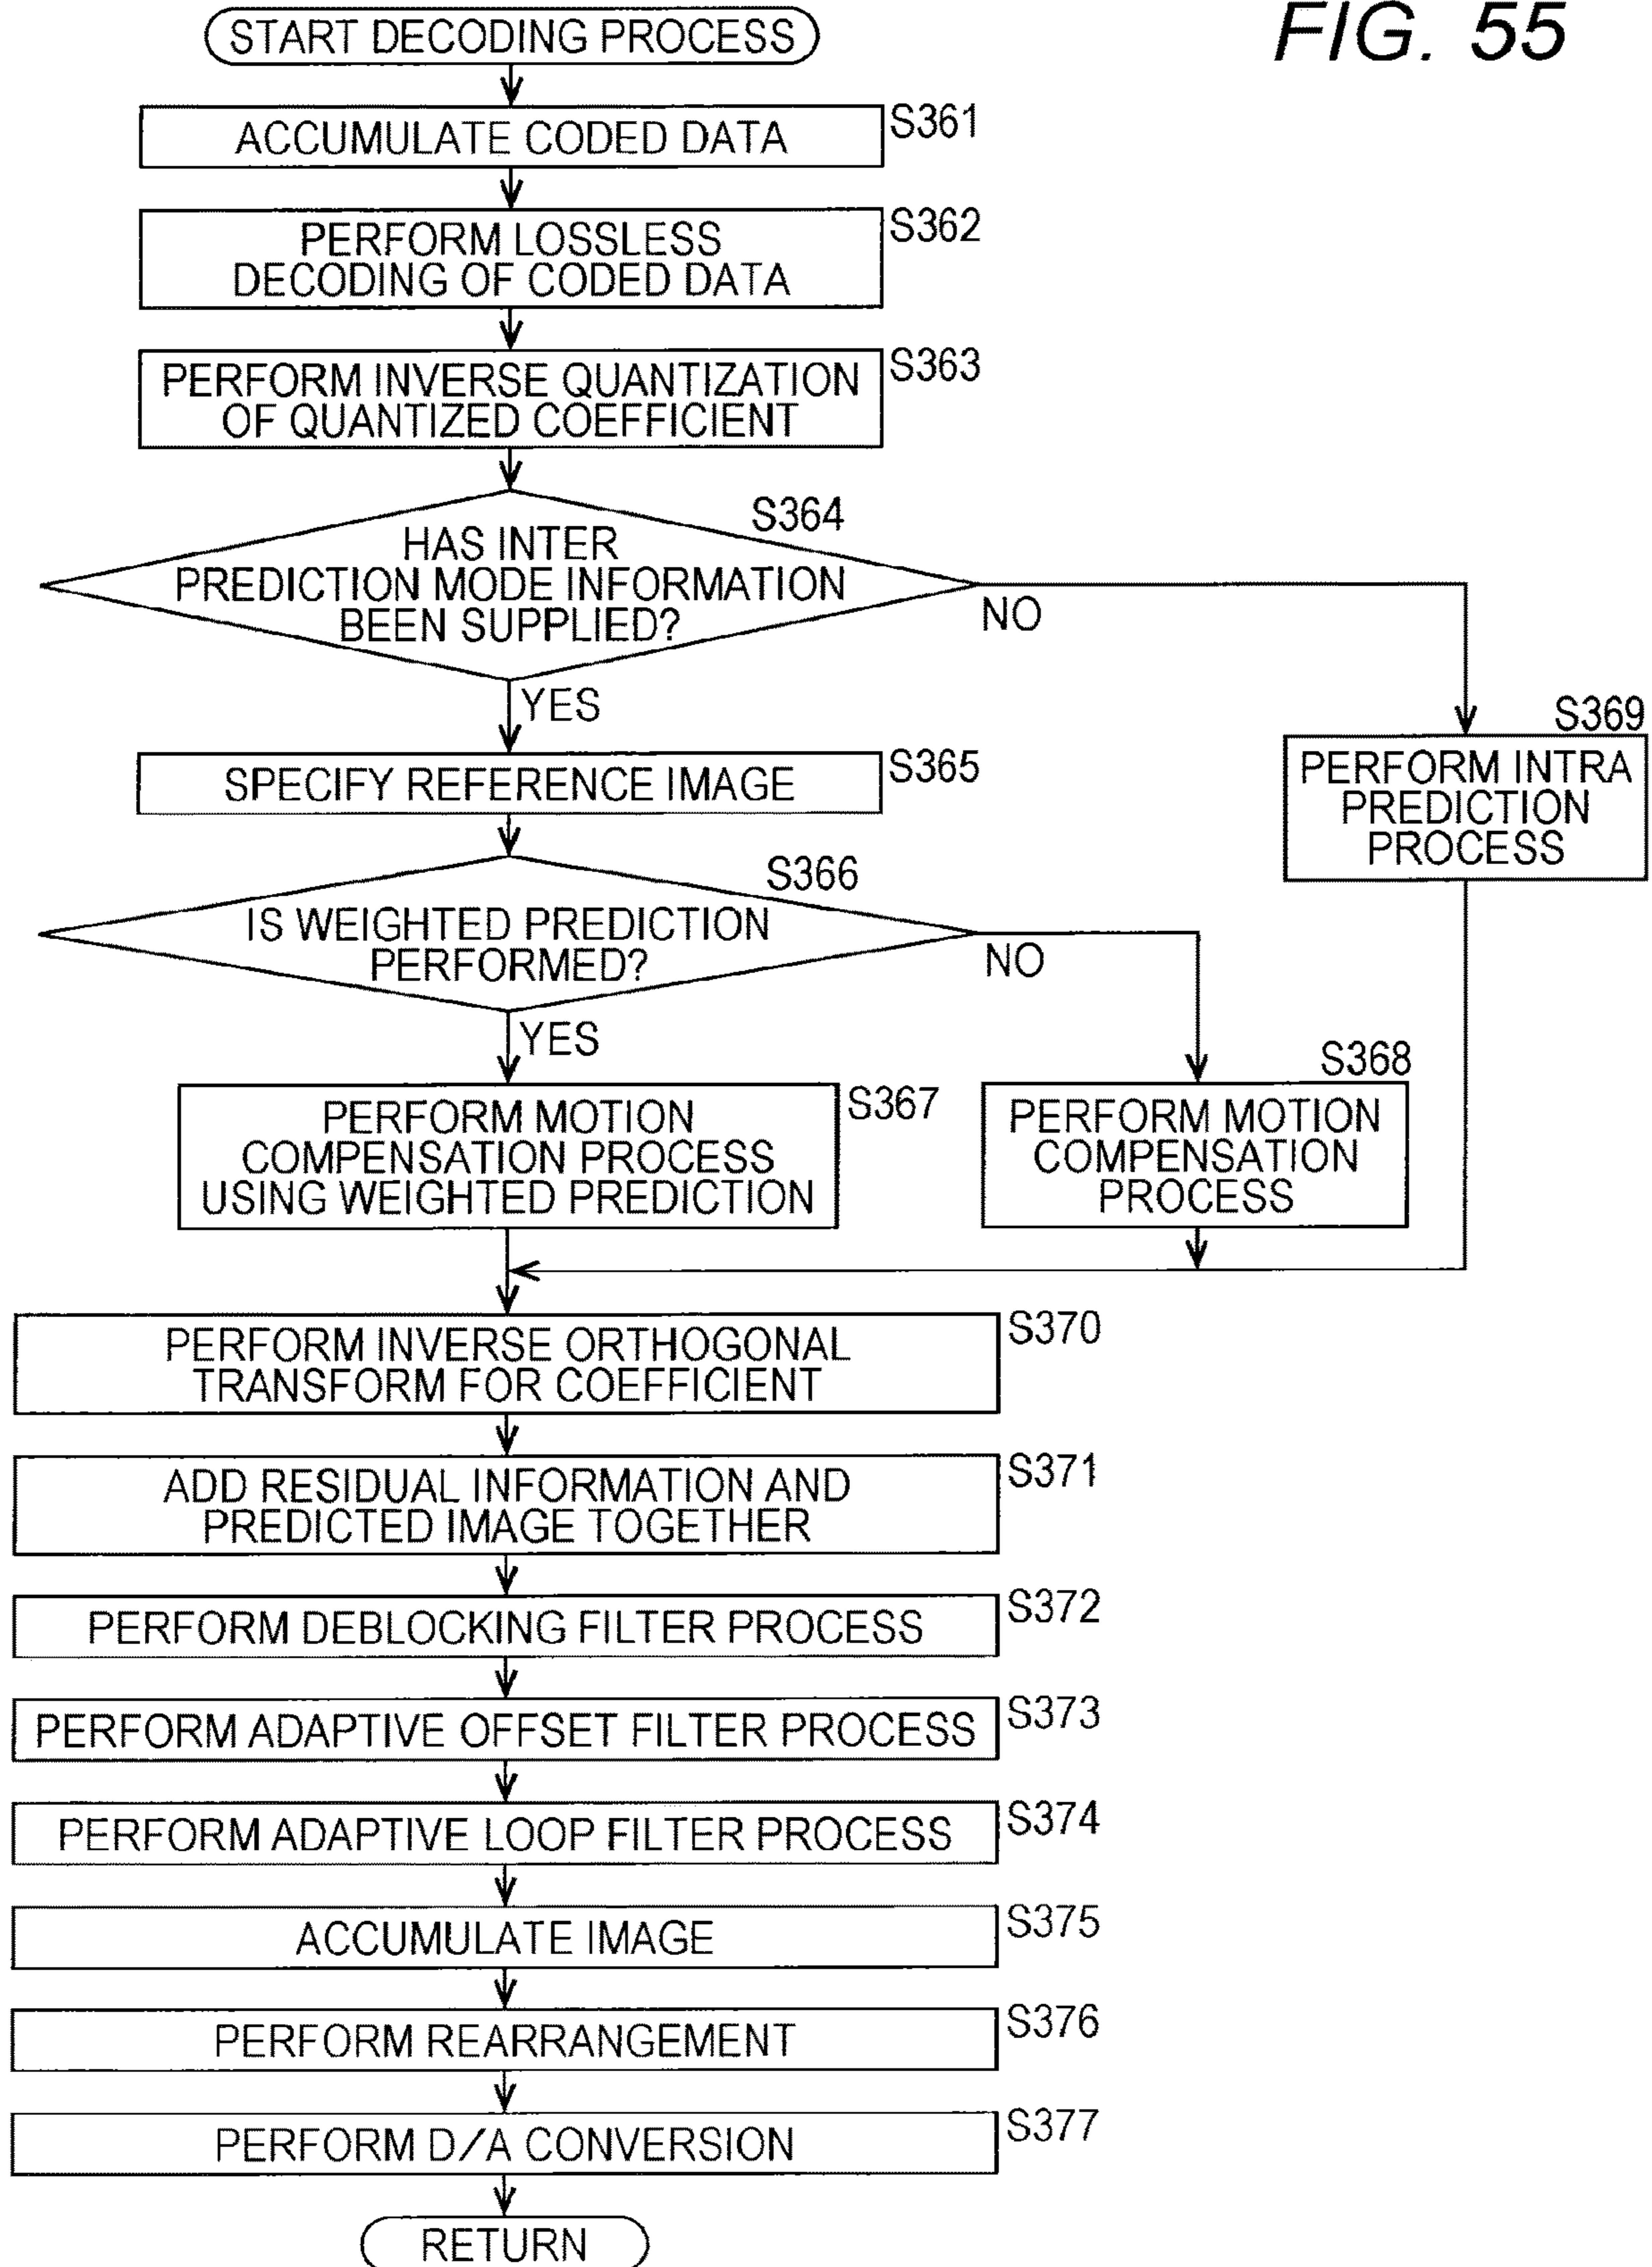 FIG. 55
START DECODING PROCESS
S361
ACCUMULATE CODED DATA
S362
PERFORM LOSSLESS
DECODING OF CODED DATA
S363
PERFORM INVERSE QUANTIZATION
OF QUANTIZED COEFFICIENT
S364
HAS INTER
PREDICTION MODE INFORMATION
BEEN SUPPLIED?
NO
YES
S369
PERFORM INTRA
PREDICTION
PROCESS
S365
SPECIFY REFERENCE IMAGE
S366
IS WEIGHTED PREDICTION
PERFORMED?
NO
YES
S367
PERFORM MOTION
COMPENSATION PROCESS
USING WEIGHTED PREDICTION
S368
PERFORM MOTION
COMPENSATION
PROCESS
S370
PERFORM INVERSE ORTHOGONAL
TRANSFORM FOR COEFFICIENT
S371
ADD RESIDUAL INFORMATION AND
PREDICTED IMAGE TOGETHER
S372
PERFORM DEBLOCKING FILTER PROCESS
S373
PERFORM ADAPTIVE OFFSET FILTER PROCESS
S374
PERFORM ADAPTIVE LOOP FILTER PROCESS
S375
ACCUMULATE IMAGE
S376
PERFORM REARRANGEMENT
S377
PERFORM D/A CONVERSION
RETURN